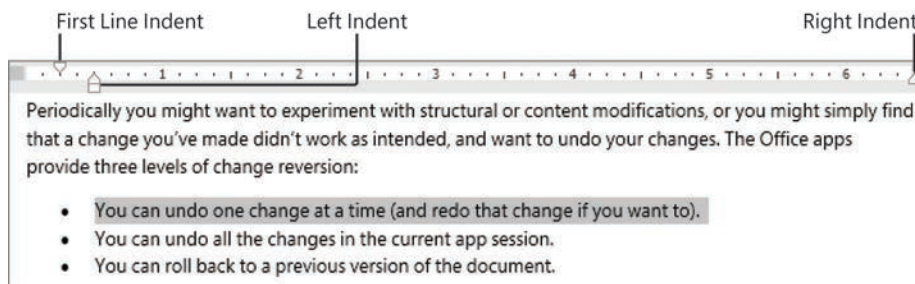 First Line Indent Left Indent Right Indent
1 2 3 4 5 6
Periodically you might want to experiment with structural or content modifications, or you might simply find
that a change you've made didn't work as intended, and want to undo your changes. The Office apps
provide three levels of change reversion:
• You can undo one change at a time (and redo that change if you want to).
• You can undo all the changes in the current app session.
• You can roll back to a previous version of the document.